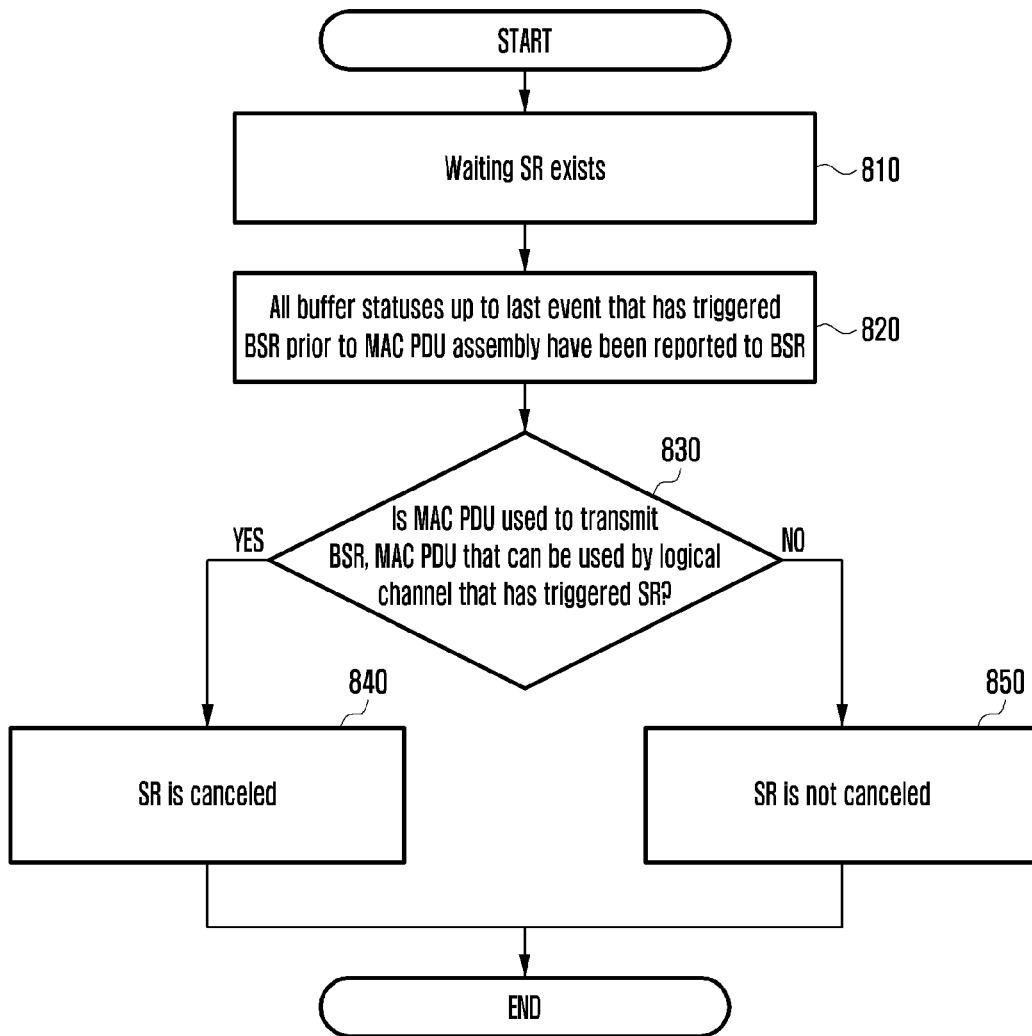 START
Waiting SR exists
810
All buffer statuses up to last event that has triggered
BSR prior to MAC PDU assembly have been reported to BSR
820
830
Is MAC PDU used to transmit
BSR, MAC PDU that can be used by logical
channel that has triggered SR?
YES
NO
840
SR is canceled
850
SR is not canceled
END